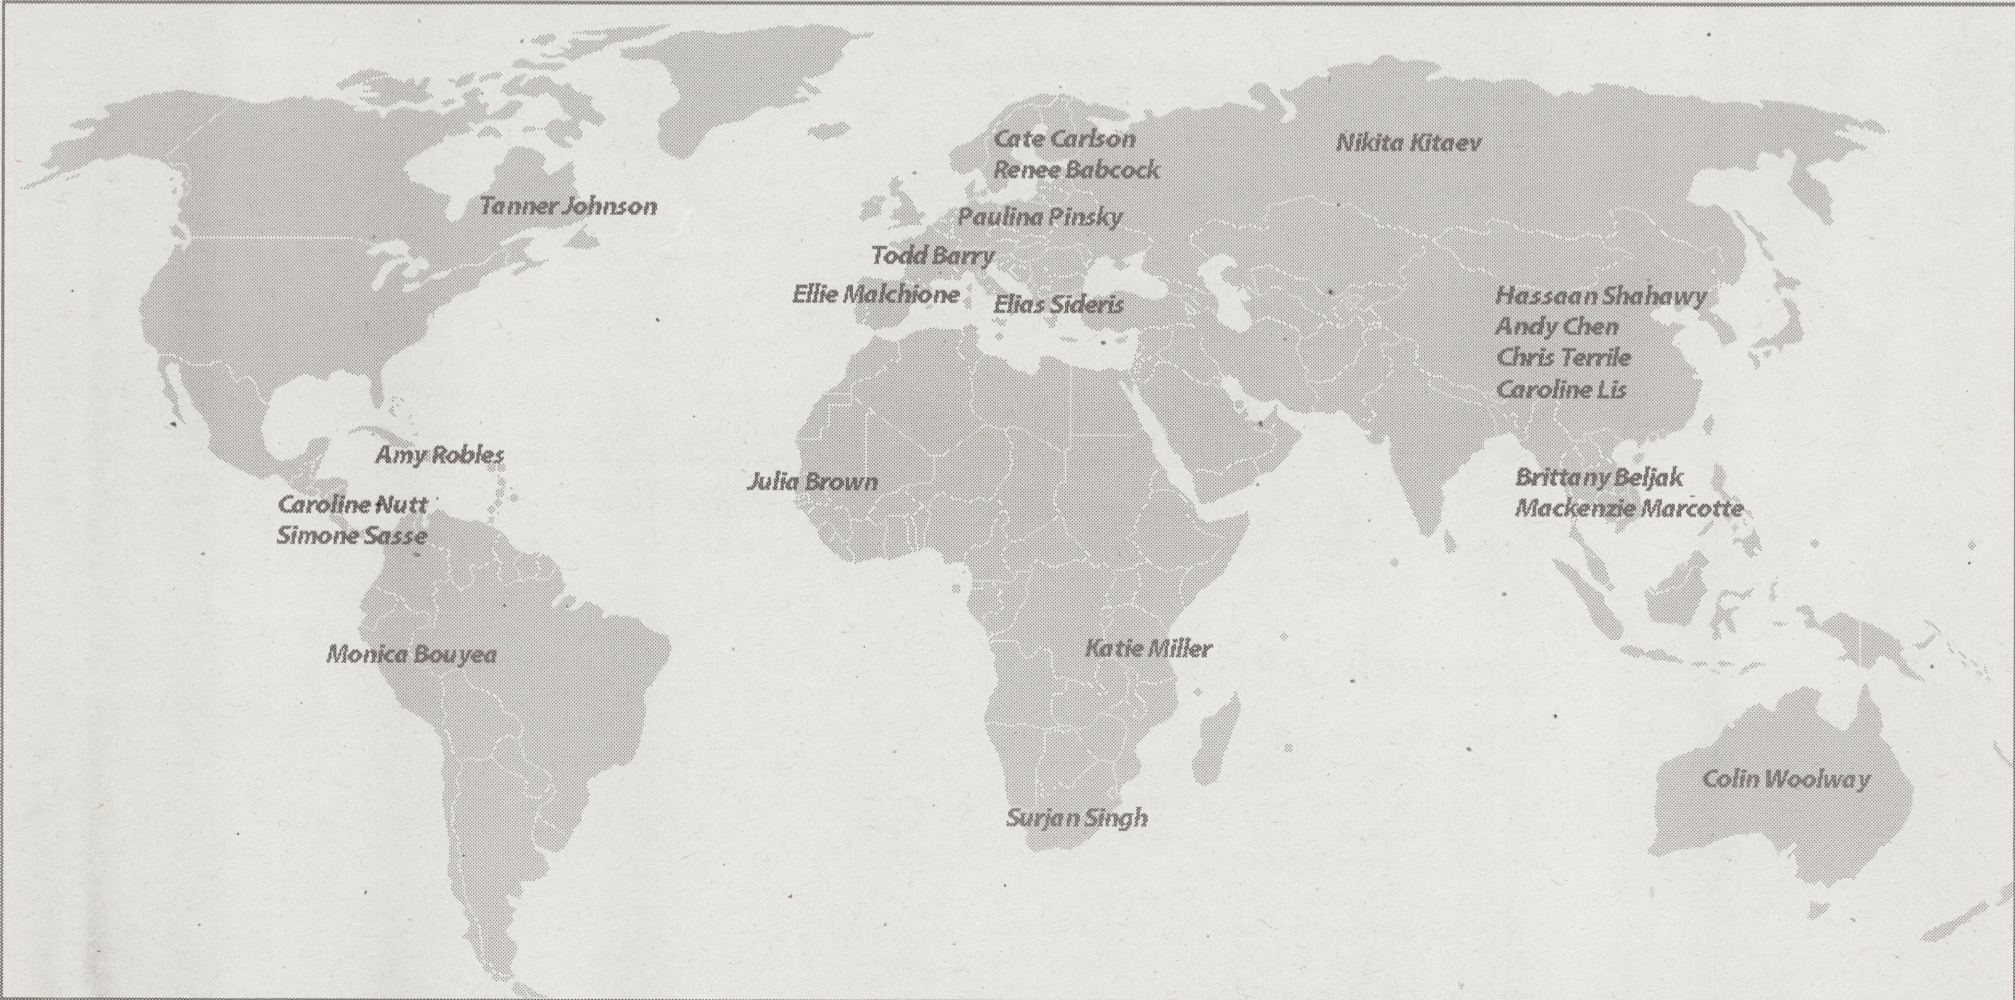 Cate Carlson
Renee Babcock
Nikita Kitaev
Tanner Johnson
Paulina Pinsky
Todd Barry
Ellie Malchione
Elias Sideris
Hassaan Shahawy
Andy Chen
Chris Terrile
Caroline Lis
Amy Robles
Caroline Nutt
Simone Sasse
Julia Brown
Brittany Beljak
Mackenzie Marcotte
Monica Bouyea
Katie Miller
Colin Woolway
Surjan Singh